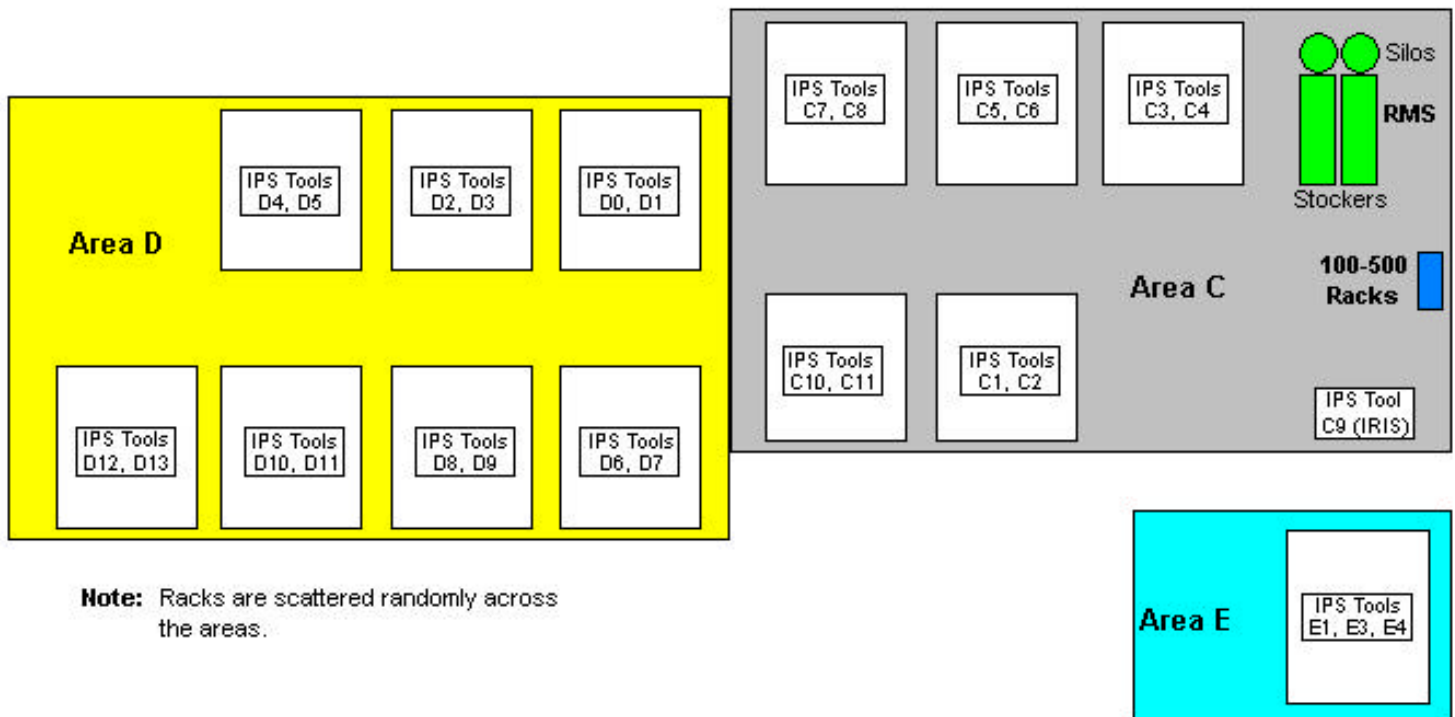 IPS Tools
C7, C8
IPS Tools
C5, C6
IPS Tools
C3, C4
Silos
RMS
Stockers
IPS Tools
D4, D5
IPS Tools
D2, D3
IPS Tools
D0, D1
Area D
Area C
100-500
Racks
IPS Tools
C10, C11
IPS Tools
C1, C2
IPS Tool
C9 (IRIS)
IPS Tools
D12, D13
IPS Tools
D10, D11
IPS Tools
D8, D9
IPS Tools
D6, D7
Note: Racks are scattered randomly across
the areas.
Area E
IPS Tools
E1, E3, E4